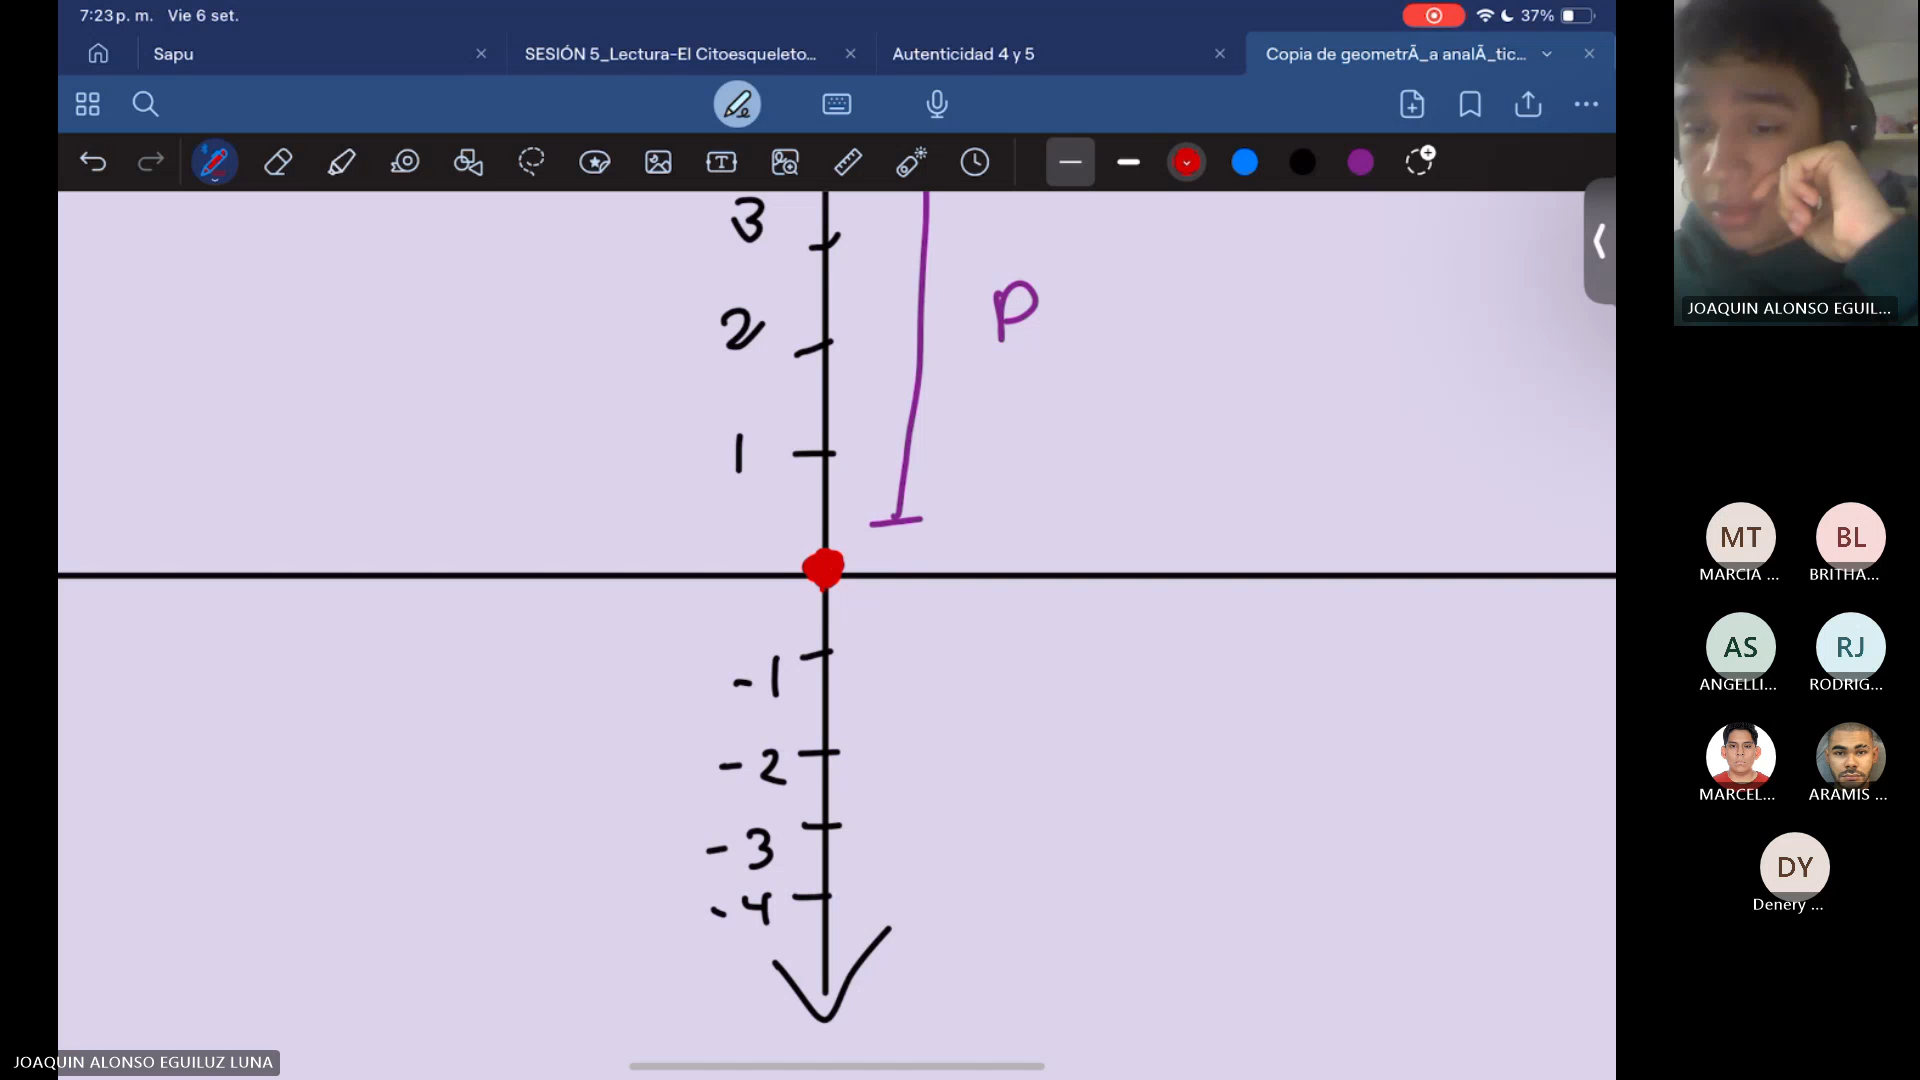 7:23 p. m. Vie 6 set.
37%
Sapu
SESIÓN 5_Lectura-El Citoesqueleto...
Autenticidad 4 y 5
Copia de geometrÃ_a analÃ_tic...
3
2
P
1
-1
-2
-3
-4
JOAQUIN ALONSO EGUIL...
MT
MARCIA ...
BL
BRITHA...
AS
ANGELLI...
RJ
RODRIG...
MARCEL...
ARAMIS ...
DY
Denery ...
JOAQUIN ALONSO EGUILUZ LUNA